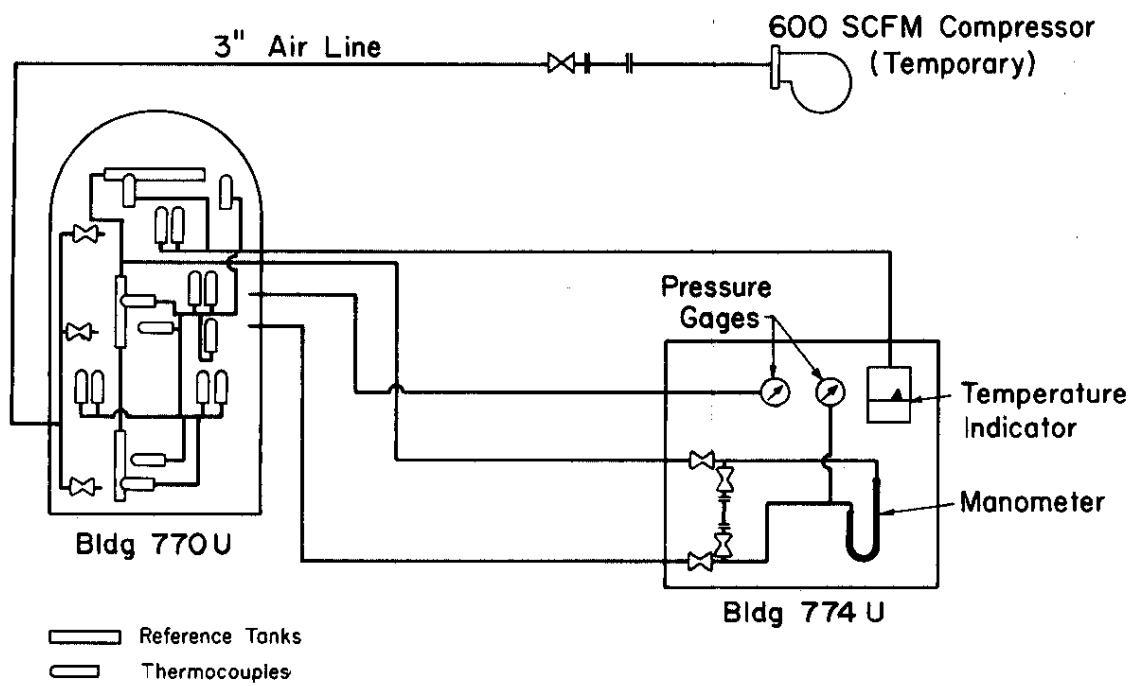 3" Air Line
600 SCFM Compressor
(Temporary)
Pressure
Gages
Temperature
Indicator
Manometer
Bldg 770 U
Bldg 774 U
Reference Tanks
Thermocouples